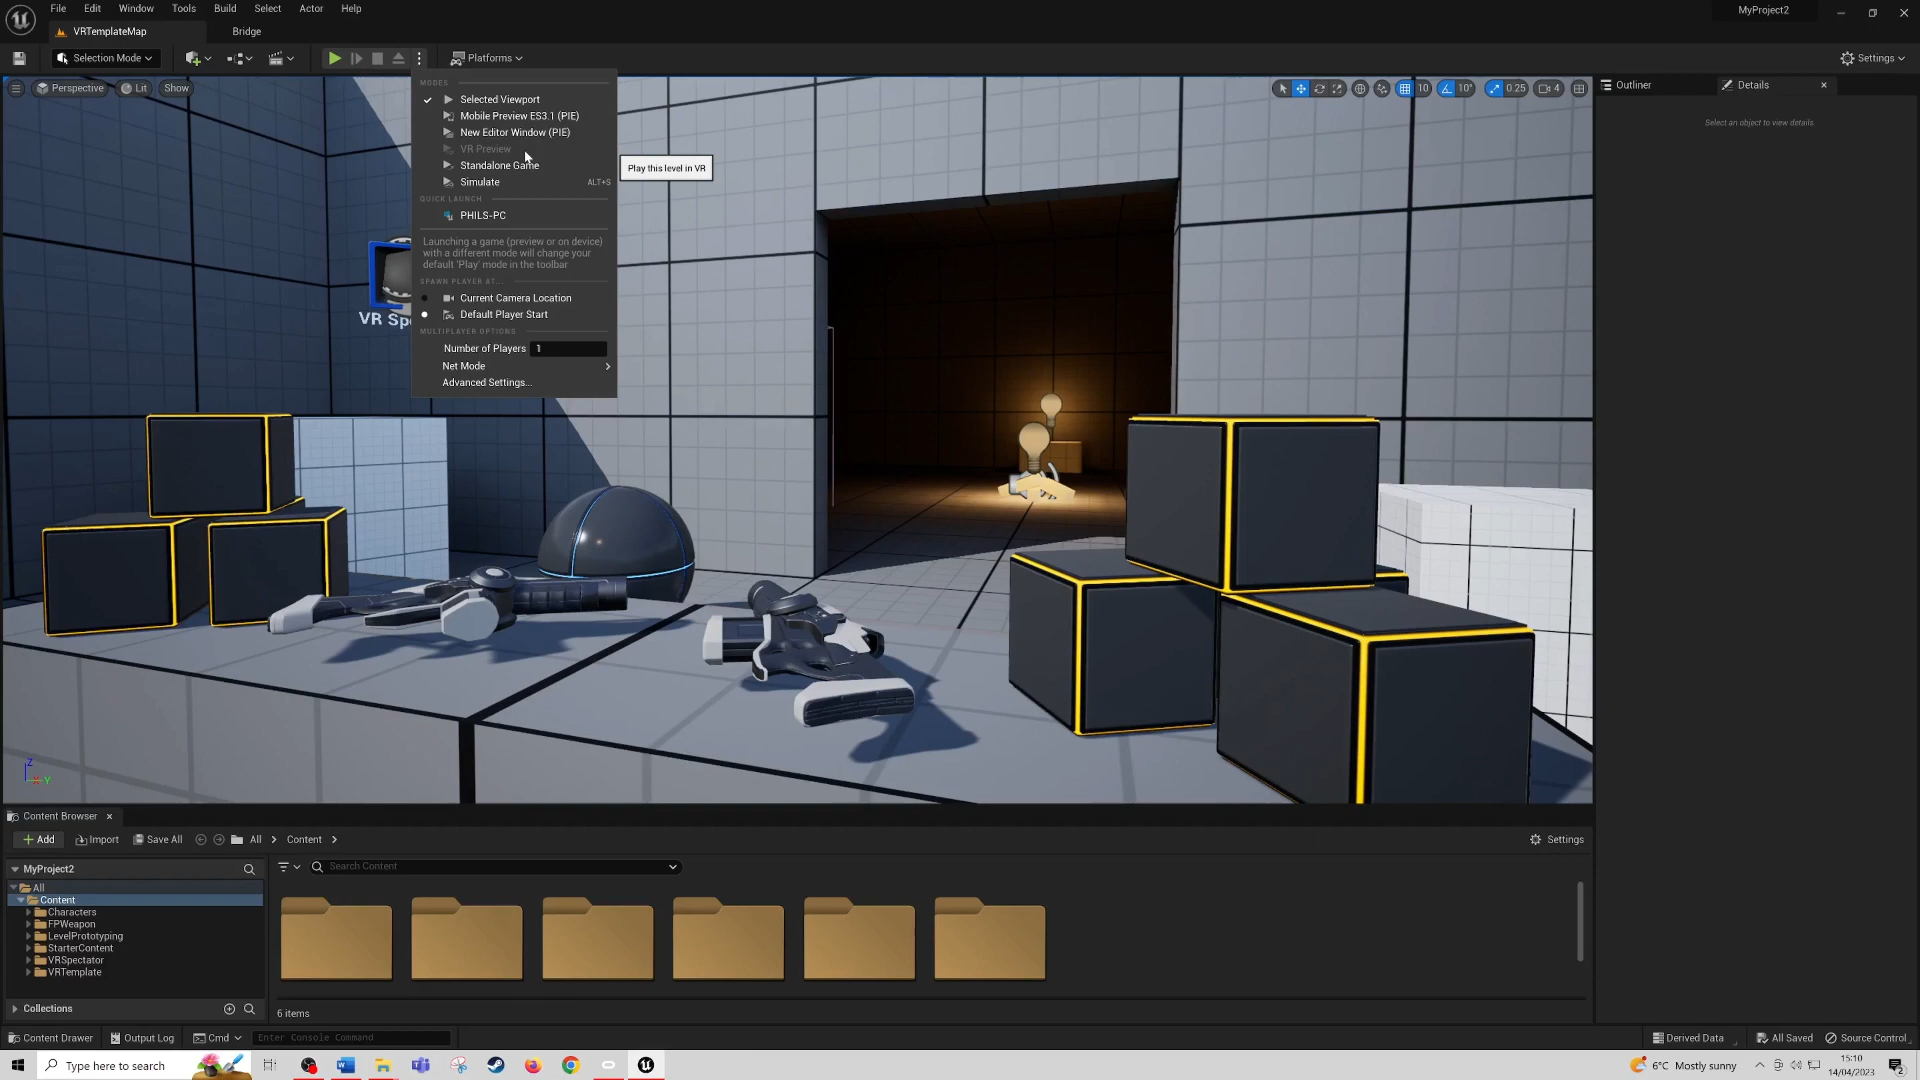 File Edit Window Tools Build Select Actor Help
MyProject2
VRTemplateMap
Bridge
Selection Mode
Platforms
Settings
Perspective
Lit
Show
10
10°
0.25
4
Outliner
Details
Select an object to view details.
MODES
Selected Viewport
Mobile Preview ES3.1 (PIE)
New Editor Window (PIE)
VR Preview
Standalone Game
Simulate ALT+S
QUICK LAUNCH
PHILS-PC
Launching a game (preview or on device)
with a different mode will change your
default 'Play' mode in the toolbar
SPAWN PLAYER AT...
Current Camera Location
Default Player Start
MULTIPLAYER OPTIONS
Number of Players 1
Net Mode
Advanced Settings...
Play this level in VR
VR Sp
Z
X Y
Content Browser
Add
Import
Save All
All
Content
Settings
MyProject2
Search Content
All
Content
Characters
FPWeapon
LevelPrototyping
StarterContent
VRSpectator
VRTemplate
Collections
6 items
Content Drawer
Output Log
Cmd
Enter Console Command
Derived Data
All Saved
Source Control
Type here to search
6°C Mostly sunny
15:10
14/04/2023
2